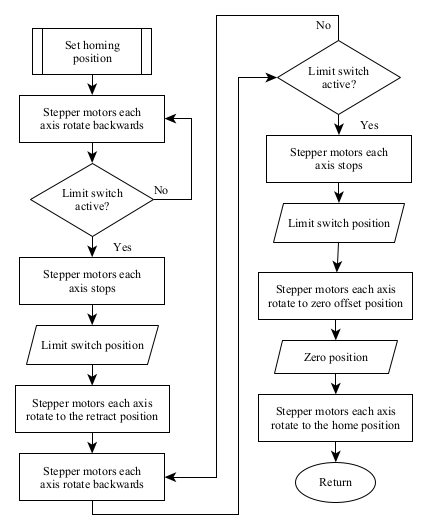 Set homing
position
Stepper motors each
axis rotate backwards
Limit switch
active?
No
Yes
Stepper motors each
axis stops
Limit switch position
Stepper motors each axis
rotate to the retract position
Stepper motors each
axis rotate backwards
No
Limit switch
active?
Yes
Stepper motors each
axis stops
Limit switch position
Stepper motors each axis
rotate to zero offset position
Zero position
Stepper motors each axis
rotate to the home position
Return